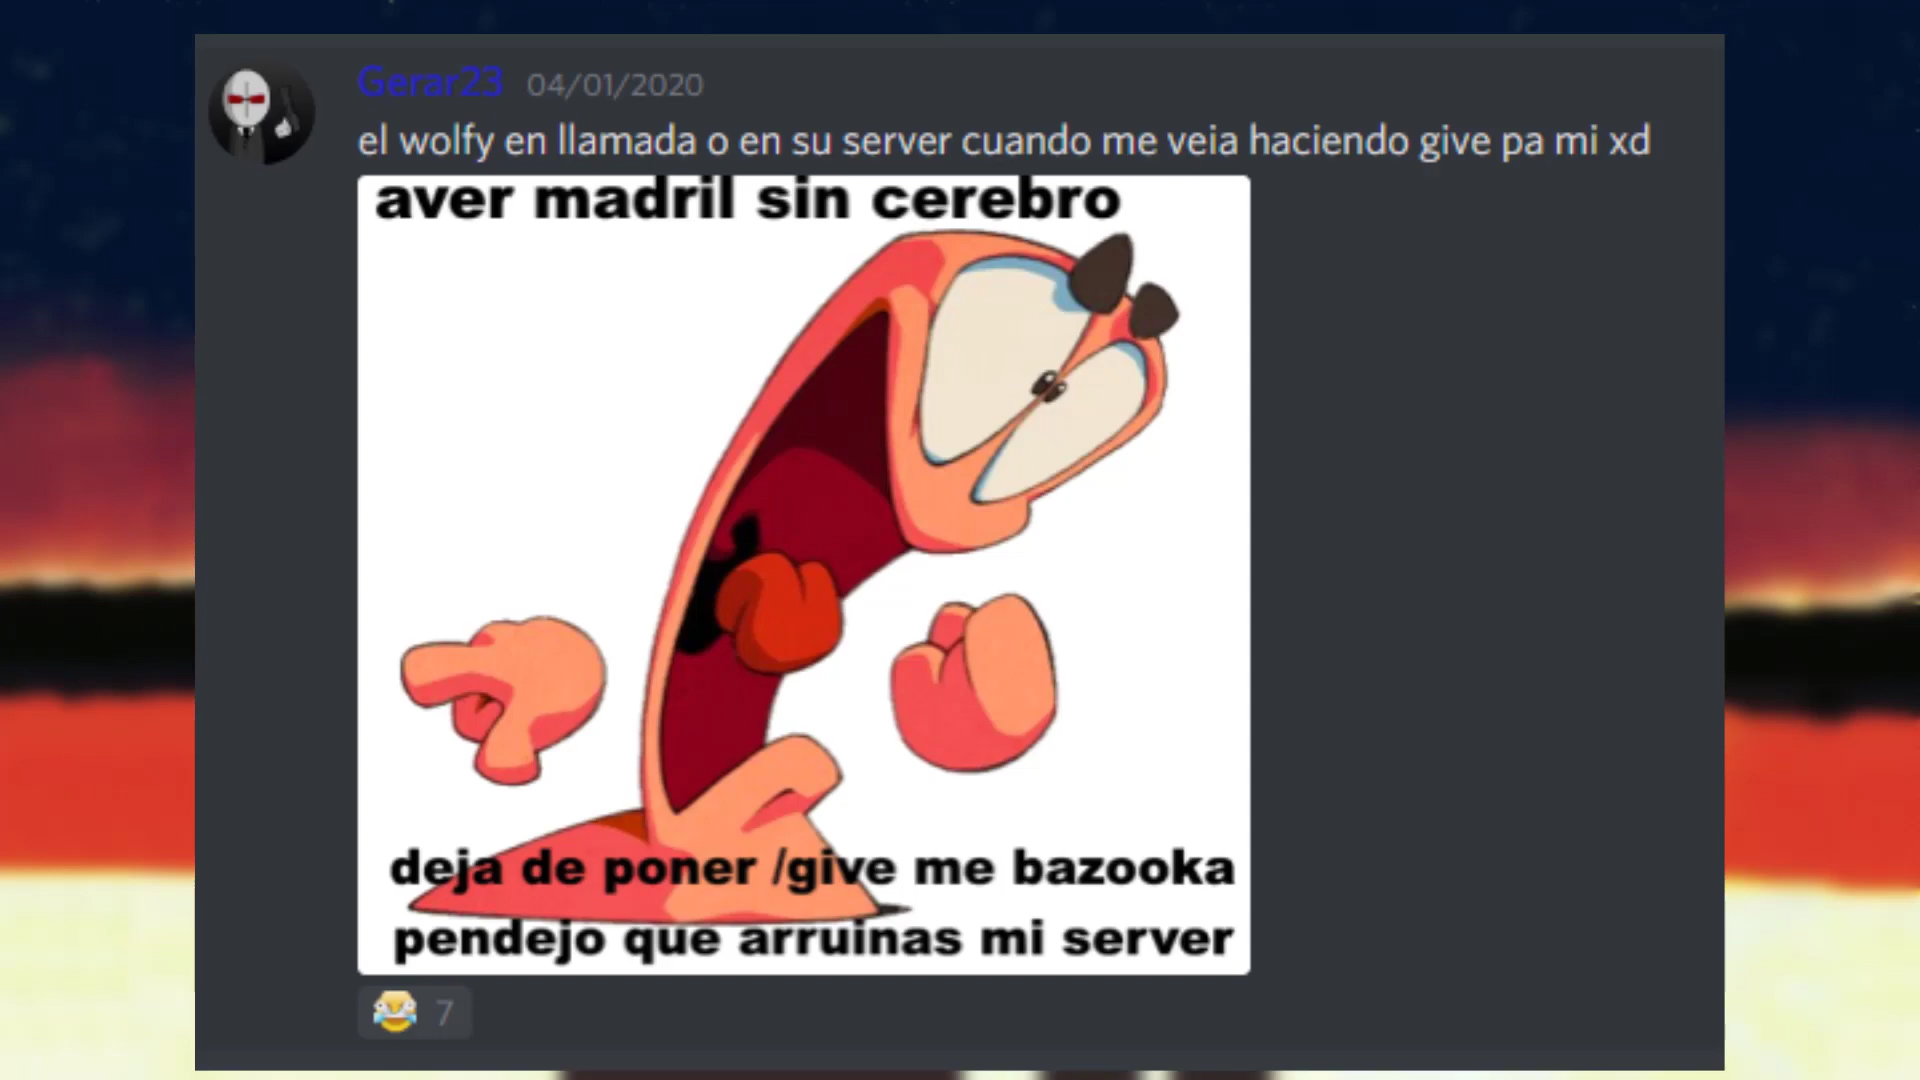 Gerar23 04/01/2020
el wolfy en llamada o en su server cuando me veia haciendo give pa mi xd
aver madril sin cerebro
deja de poner /give me bazooka
pendejo que arruinas mi server
7